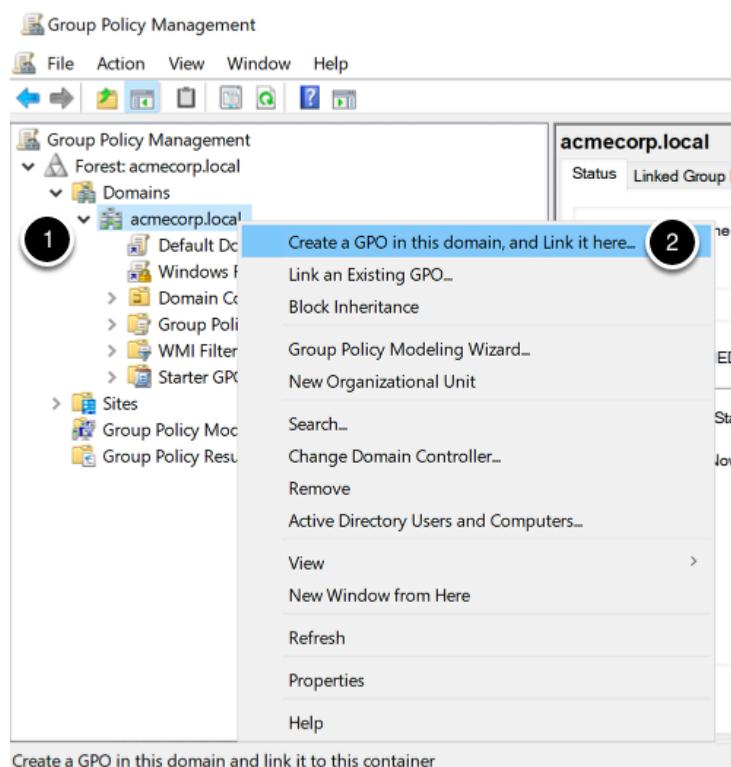 Group Policy Management
File Action View Window Help
Group Policy Management
Forest: acmecorp.local
Domains
1
acmecorp.local
Default Do
Windows F
Domain Co
Group Poli
WMI Filter
Starter GP
Sites
Group Policy Mod
Group Policy Resu
acmecorp.local
Status Linked Group
Create a GPO in this domain, and Link it here...
2
Link an Existing GPO...
Block Inheritance
Group Policy Modeling Wizard...
New Organizational Unit
Search...
Change Domain Controller...
Remove
Active Directory Users and Computers...
View
New Window from Here
Refresh
Properties
Help
Create a GPO in this domain and link it to this container